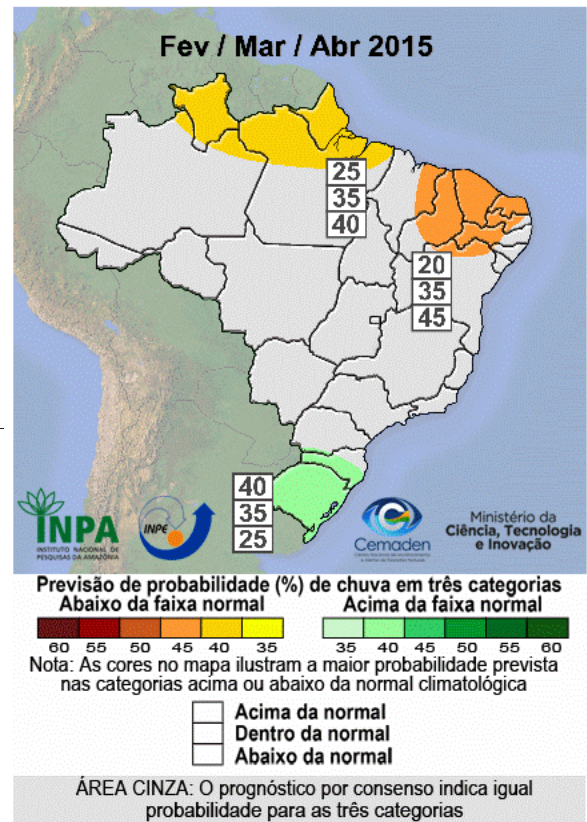 Fev / Mar / Abr 2015
25
35
40
20
35
45
40
35
25
INPA
INSTITUTO NACIONAL DE
PESQUISAS DA AMAZÔNIA
INPE
Cemaden
Ministério da
Ciência, Tecnologia
e Inovação
Previsão de probabilidade (%) de chuva em três categorias
Abaixo da faixa normal Acima da faixa normal
60 55 50 45 40 35 35 40 45 50 55 60
Nota: As cores no mapa ilustram a maior probabilidade prevista
nas categorias acima ou abaixo da normal climatológica
Acima da normal
Dentro da normal
Abaixo da normal
ÁREA CINZA: O prognóstico por consenso indica igual
probabilidade para as três categorias